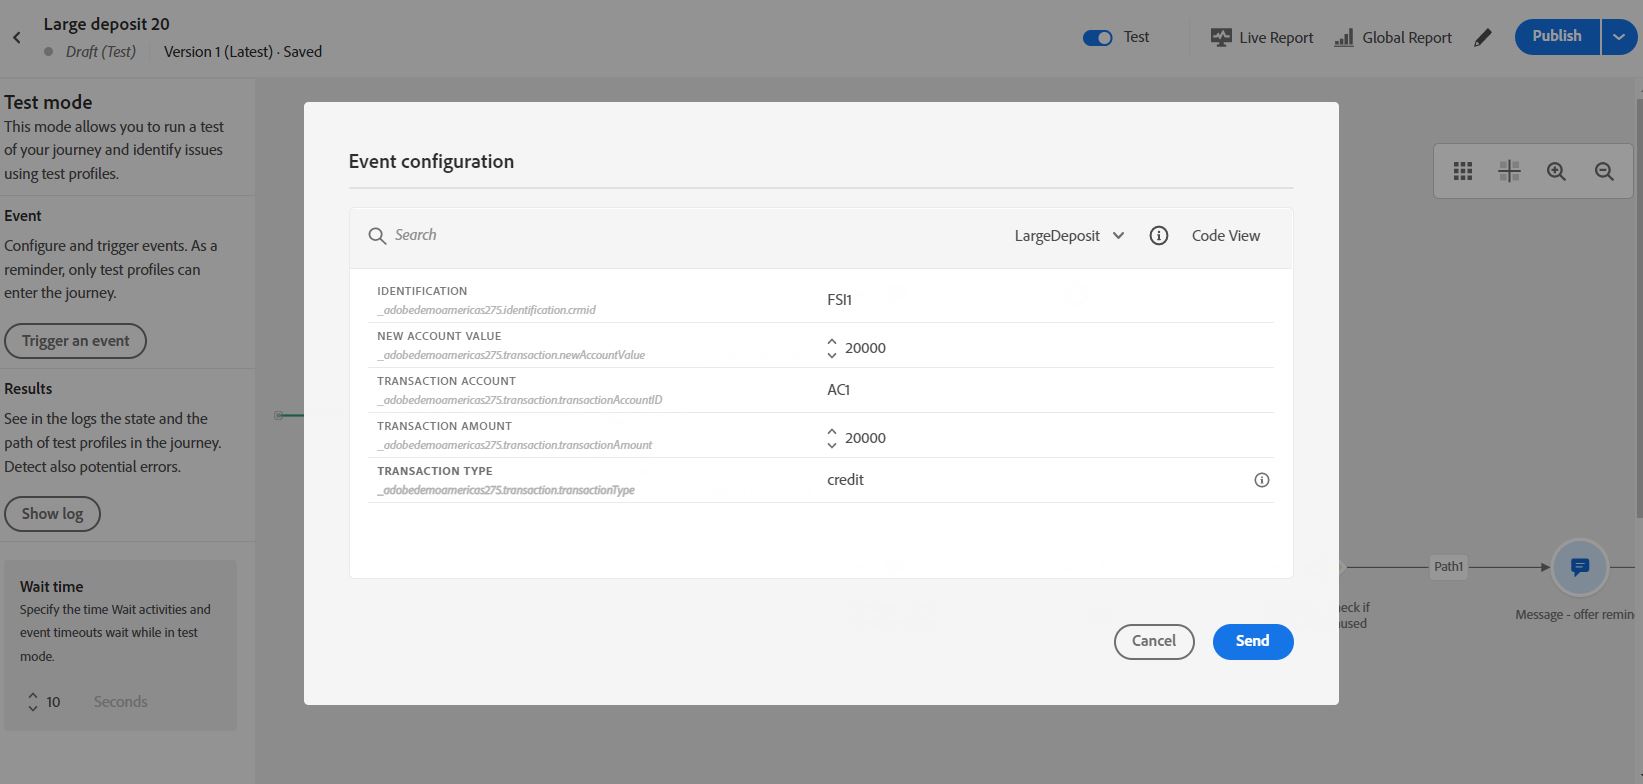 Large deposit 20
Draft (Test)
Version 1 (Latest) · Saved
Test
Live Report
Global Report
Publish
Test mode
This mode allows you to run a test
of your journey and identify issues
using test profiles.
Event
Configure and trigger events. As a
reminder, only test profiles can
enter the journey.
Trigger an event
Results
See in the logs the state and the
path of test profiles in the journey.
Detect also potential errors.
Show log
Wait time
Specify the time Wait activities and
event timeouts wait while in test
mode.
10 Seconds
Event configuration
Search
LargeDeposit
Code View
IDENTIFICATION
_adobedemoamericas275.identification.crmid
FSI1
NEW ACCOUNT VALUE
_adobedemoamericas275.transaction.newAccountValue
20000
TRANSACTION ACCOUNT
_adobedemoamericas275.transaction.transactionAccountID
AC1
TRANSACTION AMOUNT
_adobedemoamericas275.transaction.transactionAmount
20000
TRANSACTION TYPE
_adobedemoamericas275.transaction.transactionType
credit
Cancel
Send
Path1
eck if
used
Message - offer remin